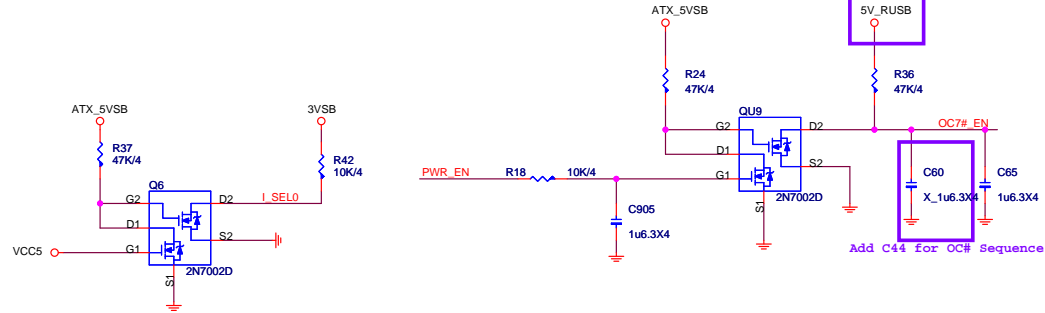 ATX_5VSB
5V_RUSB
R24
47K/4
R36
47K/4
ATX_5VSB
3VSB
QU9
R37
47K/4
R42
10K/4
G2
D2
OC7#_EN
D1
S2
PWR_EN
R18
10K/4
G1
C60
X_1u6.3X4
C65
1u6.3X4
2N7002D
Q6
G2
D2
I_SEL0
S1
C905
1u6.3X4
D1
S2
VCC5
G1
2N7002D
S1
Add C44 for OC# Sequence